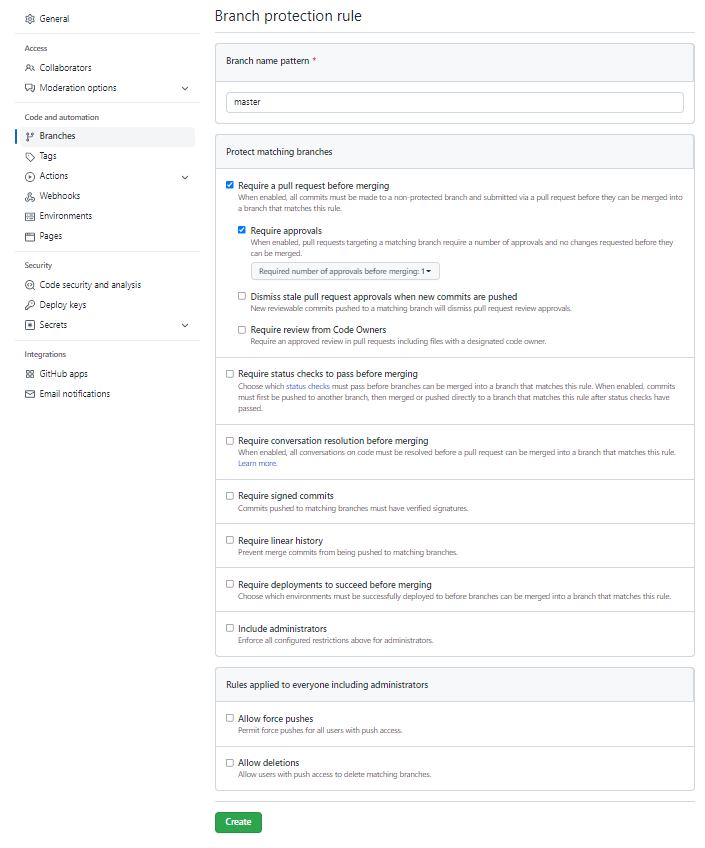 General
Access
Collaborators
Moderation options
Code and automation
Branches
Tags
Actions
Webhooks
Environments
Pages
Security
Code security and analysis
Deploy keys
Secrets
Integrations
GitHub apps
Email notifications
Branch protection rule
Branch name pattern *
master
Protect matching branches
Require a pull request before merging
When enabled, all commits must be made to a non-protected branch and submitted via a pull request before they can be merged into
a branch that matches this rule.
Require approvals
When enabled, pull requests targeting a matching branch require a number of approvals and no changes requested before they
can be merged.
Required number of approvals before merging: 1
Dismiss stale pull request approvals when new commits are pushed
New reviewable commits pushed to a matching branch will dismiss pull request review approvals.
Require review from Code Owners
Require an approved review in pull requests including files with a designated code owner.
Require status checks to pass before merging
Choose which status checks must pass before branches can be merged into a branch that matches this rule. When enabled, commits
must first be pushed to another branch, then merged or pushed directly to a branch that matches this rule after status checks have
passed.
Require conversation resolution before merging
When enabled, all conversations on code must be resolved before a pull request can be merged into a branch that matches this rule.
Learn more.
Require signed commits
Commits pushed to matching branches must have verified signatures.
Require linear history
Prevent merge commits from being pushed to matching branches.
Require deployments to succeed before merging
Choose which environments must be successfully deployed to before branches can be merged into a branch that matches this rule.
Include administrators
Enforce all configured restrictions above for administrators.
Rules applied to everyone including administrators
Allow force pushes
Permit force pushes for all users with push access.
Allow deletions
Allow users with push access to delete matching branches.
Create